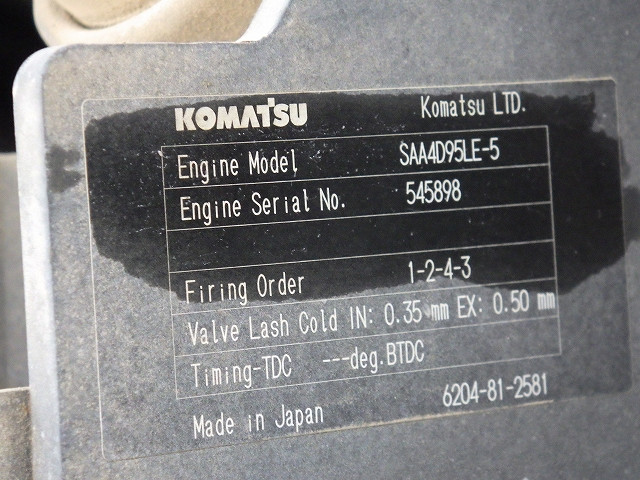 KOMATSU Komatsu LTD.
Engine Model SAA4D95LE-5
Engine Serial No. 545898
Firing Order 1-2-4-3
Valve Lash Cold IN: 0.35 mm EX: 0.50 mm
Timing-TDC ---deg.BTDC
Made in Japan 6204-81-2581